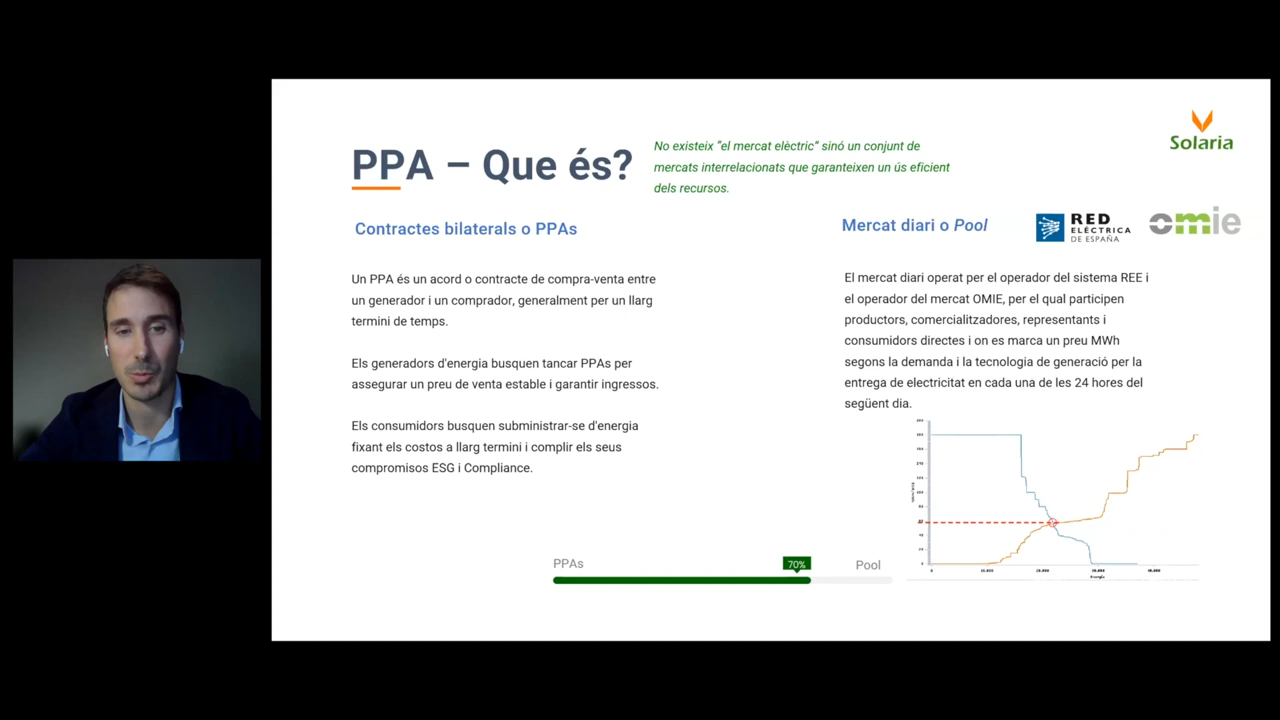 PPA – Que és?
No existeix "el mercat elèctric" sinó un conjunt de
mercats interrelacionats que garanteixen un ús eficient
dels recursos.
Solaria
Contractes bilaterals o PPAs
Un PPA és un acord o contracte de compra-venta entre
un generador i un comprador, generalment per un llarg
termini de temps.
Els generadors d'energia busquen tancar PPAs per
assegurar un preu de venta estable i garantir ingressos.
Els consumidors busquen subministrar-se d'energia
fixant els costos a llarg termini i complir els seus
compromisos ESG i Compliance.
Mercat diari o Pool
RED
ELÉCTRICA
DE ESPAÑA
omie
El mercat diari operat per el operador del sistema REE i
el operador del mercat OMIE, per el qual participen
productors, comercialitzadores, representants i
consumidors directes i on es marca un preu MWh
segons la demanda i la tecnologia de generació per la
entrega de electricitat en cada una de les 24 hores del
següent dia.
PPAs
70%
Pool